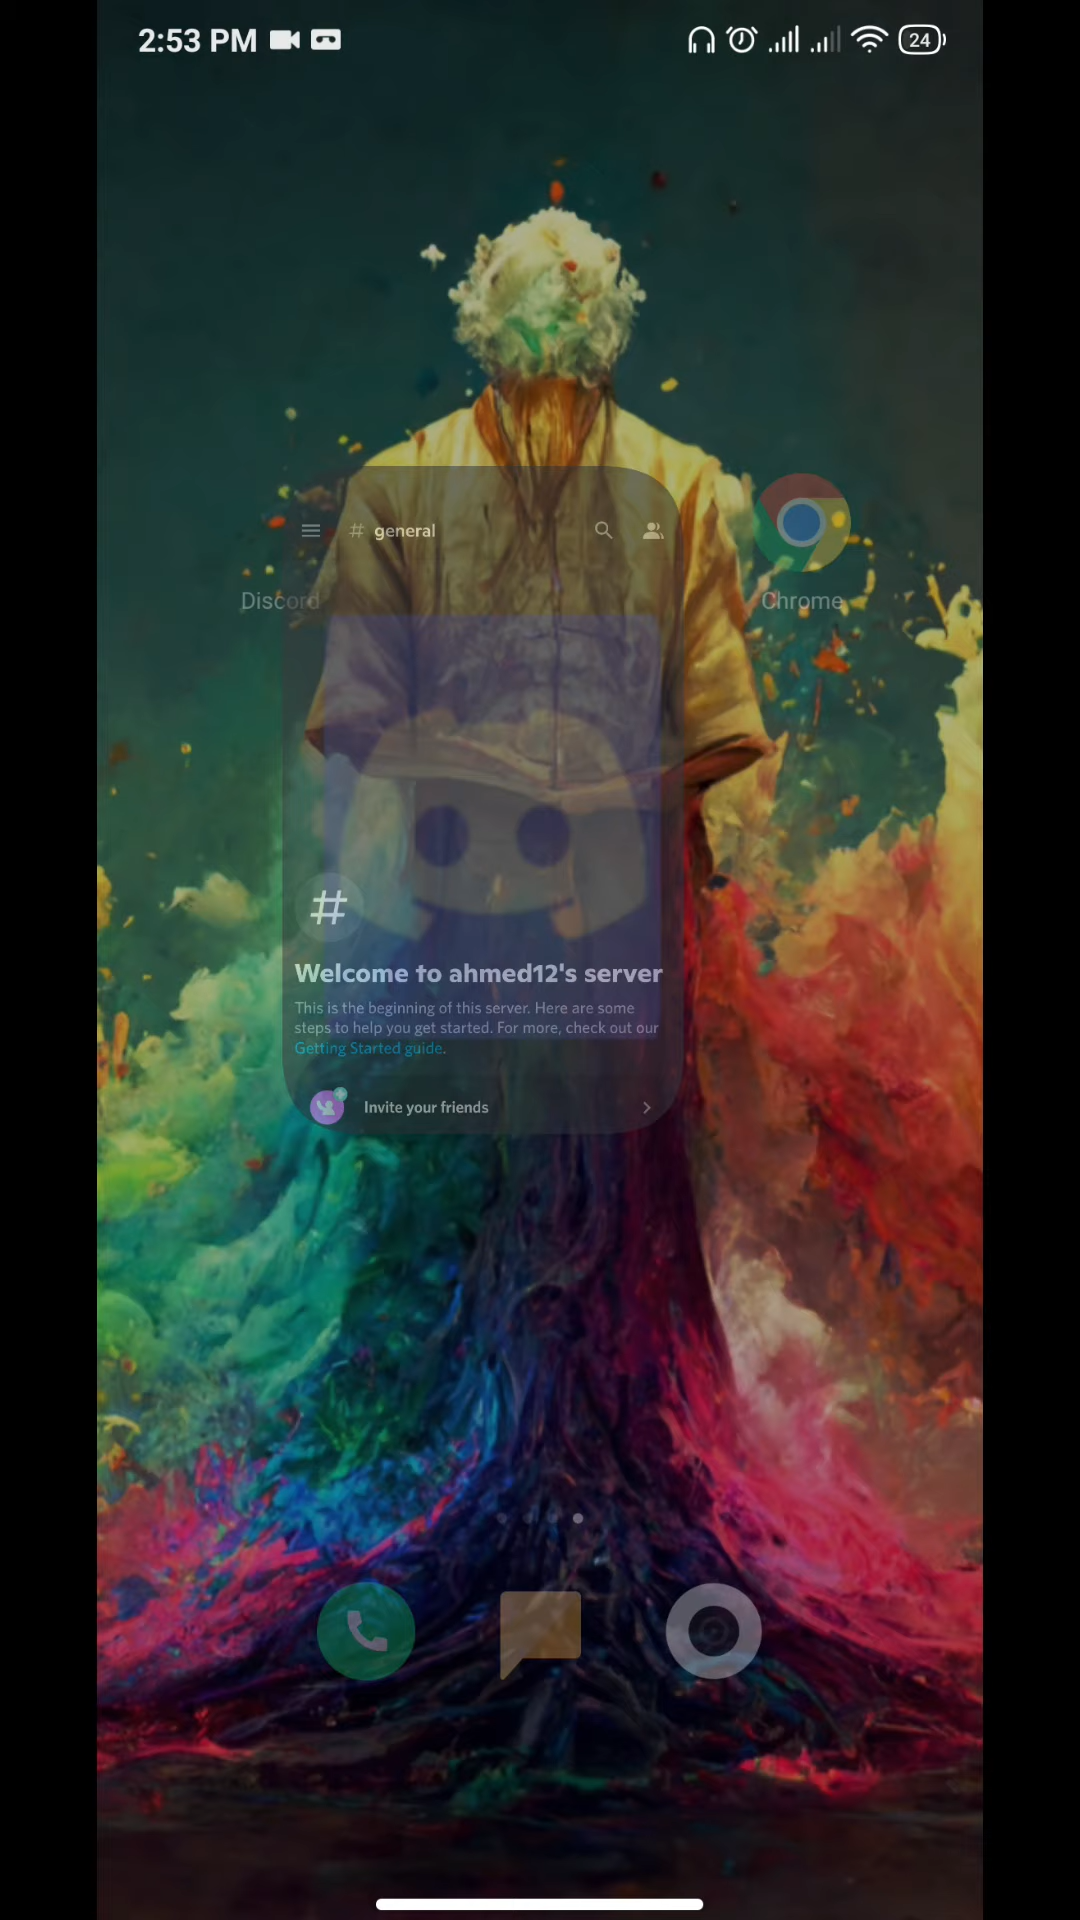 2:53 PM
24
# general
Discord
Chrome
#
Welcome to ahmed12's server
This is the beginning of this server. Here are some
steps to help you get started. For more, check out our
Getting Started guide.
Invite your friends